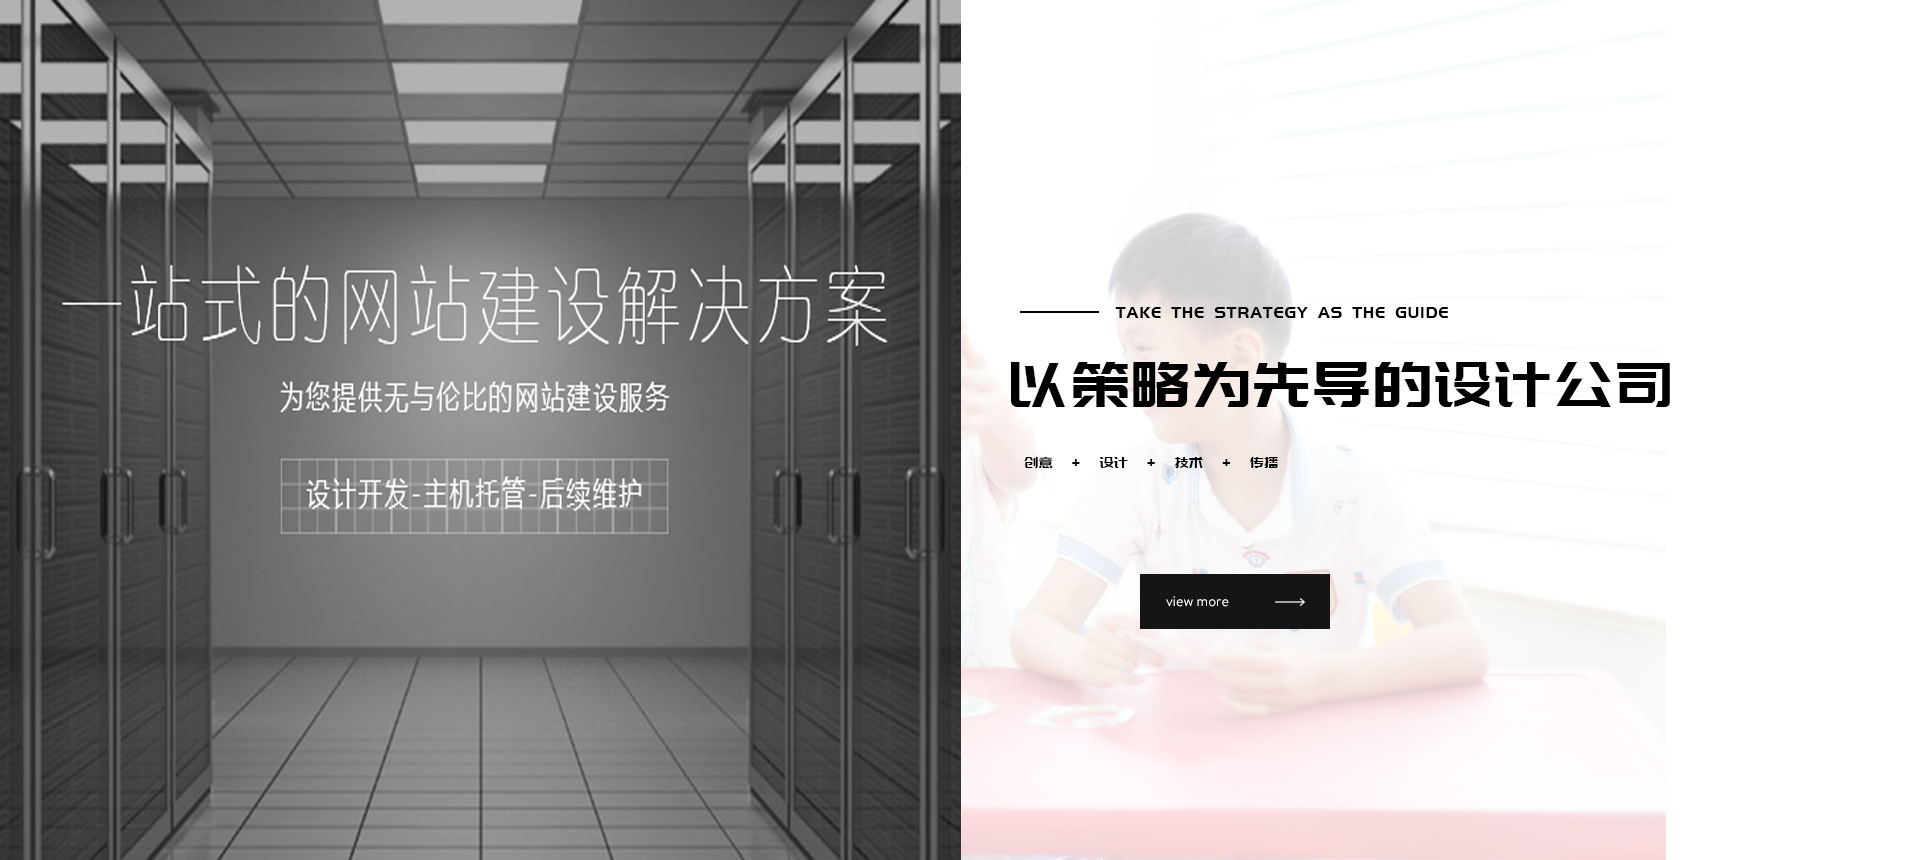 一站式的网站建设解决方案
为您提供无与伦比的网站建设服务
设计开发-主机托管-后续维护
TAKE THE STRATEGY AS THE GUIDE
以策略为先导的设计公司
创意 + 设计 + 技术 + 传播
view more